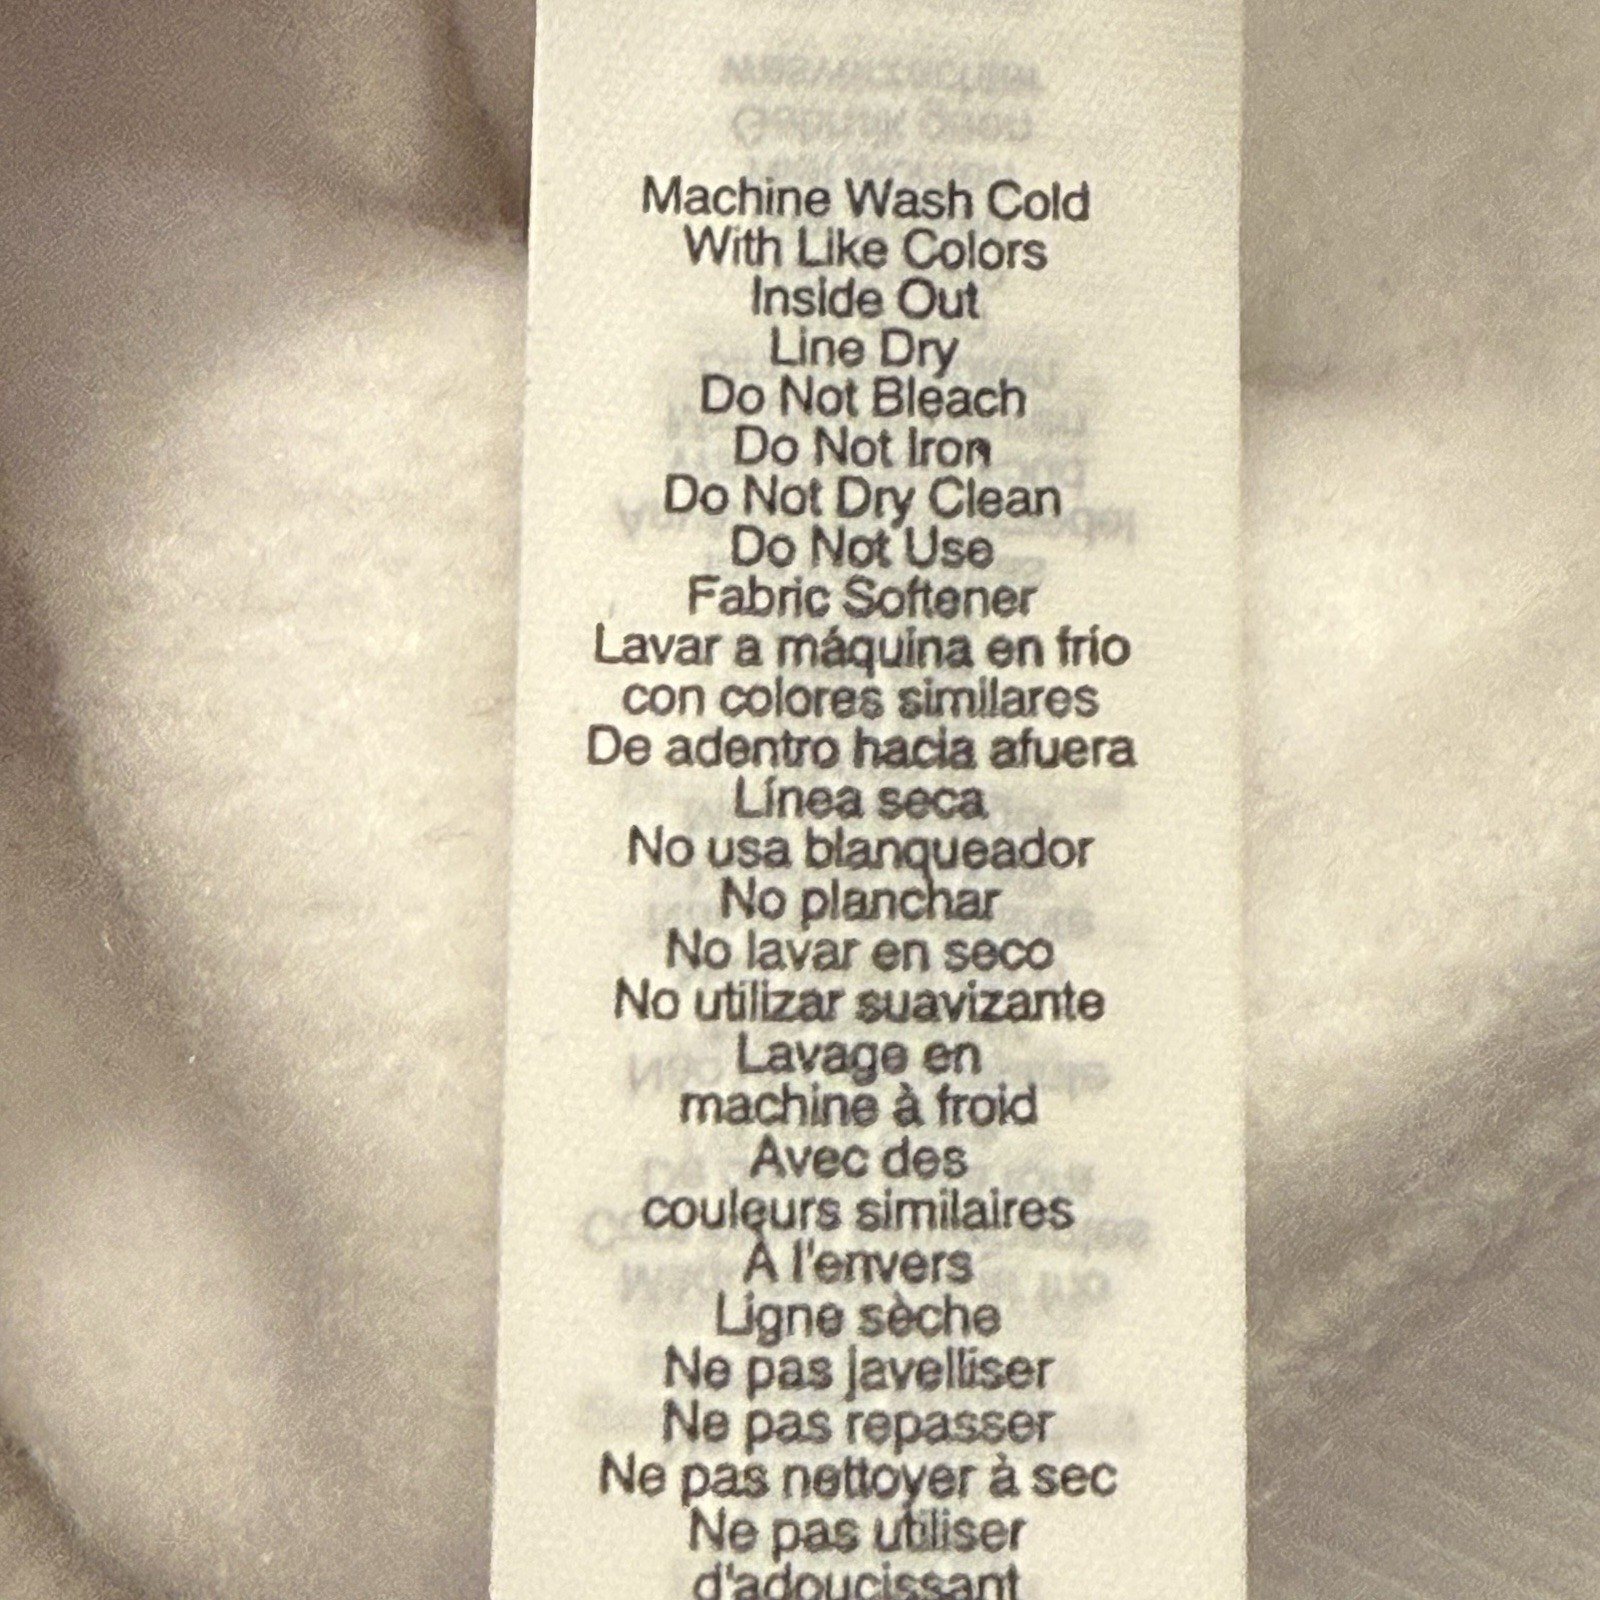 Machine Wash Cold
With Like Colors
Inside Out
Line Dry
Do Not Bleach
Do Not Iron
Do Not Dry Clean
Do Not Use
Fabric Softener
Lavar a máquina en frío
con colores similares
De adentro hacia afuera
Línea seca
No usa blanqueador
No planchar
No lavar en seco
No utilizar suavizante
Lavage en
machine à froid
Avec des
couleurs similaires
À l'envers
Ligne sèche
Ne pas javelliser
Ne pas repasser
Ne pas nettoyer à sec
Ne pas utiliser
d'adoucissant